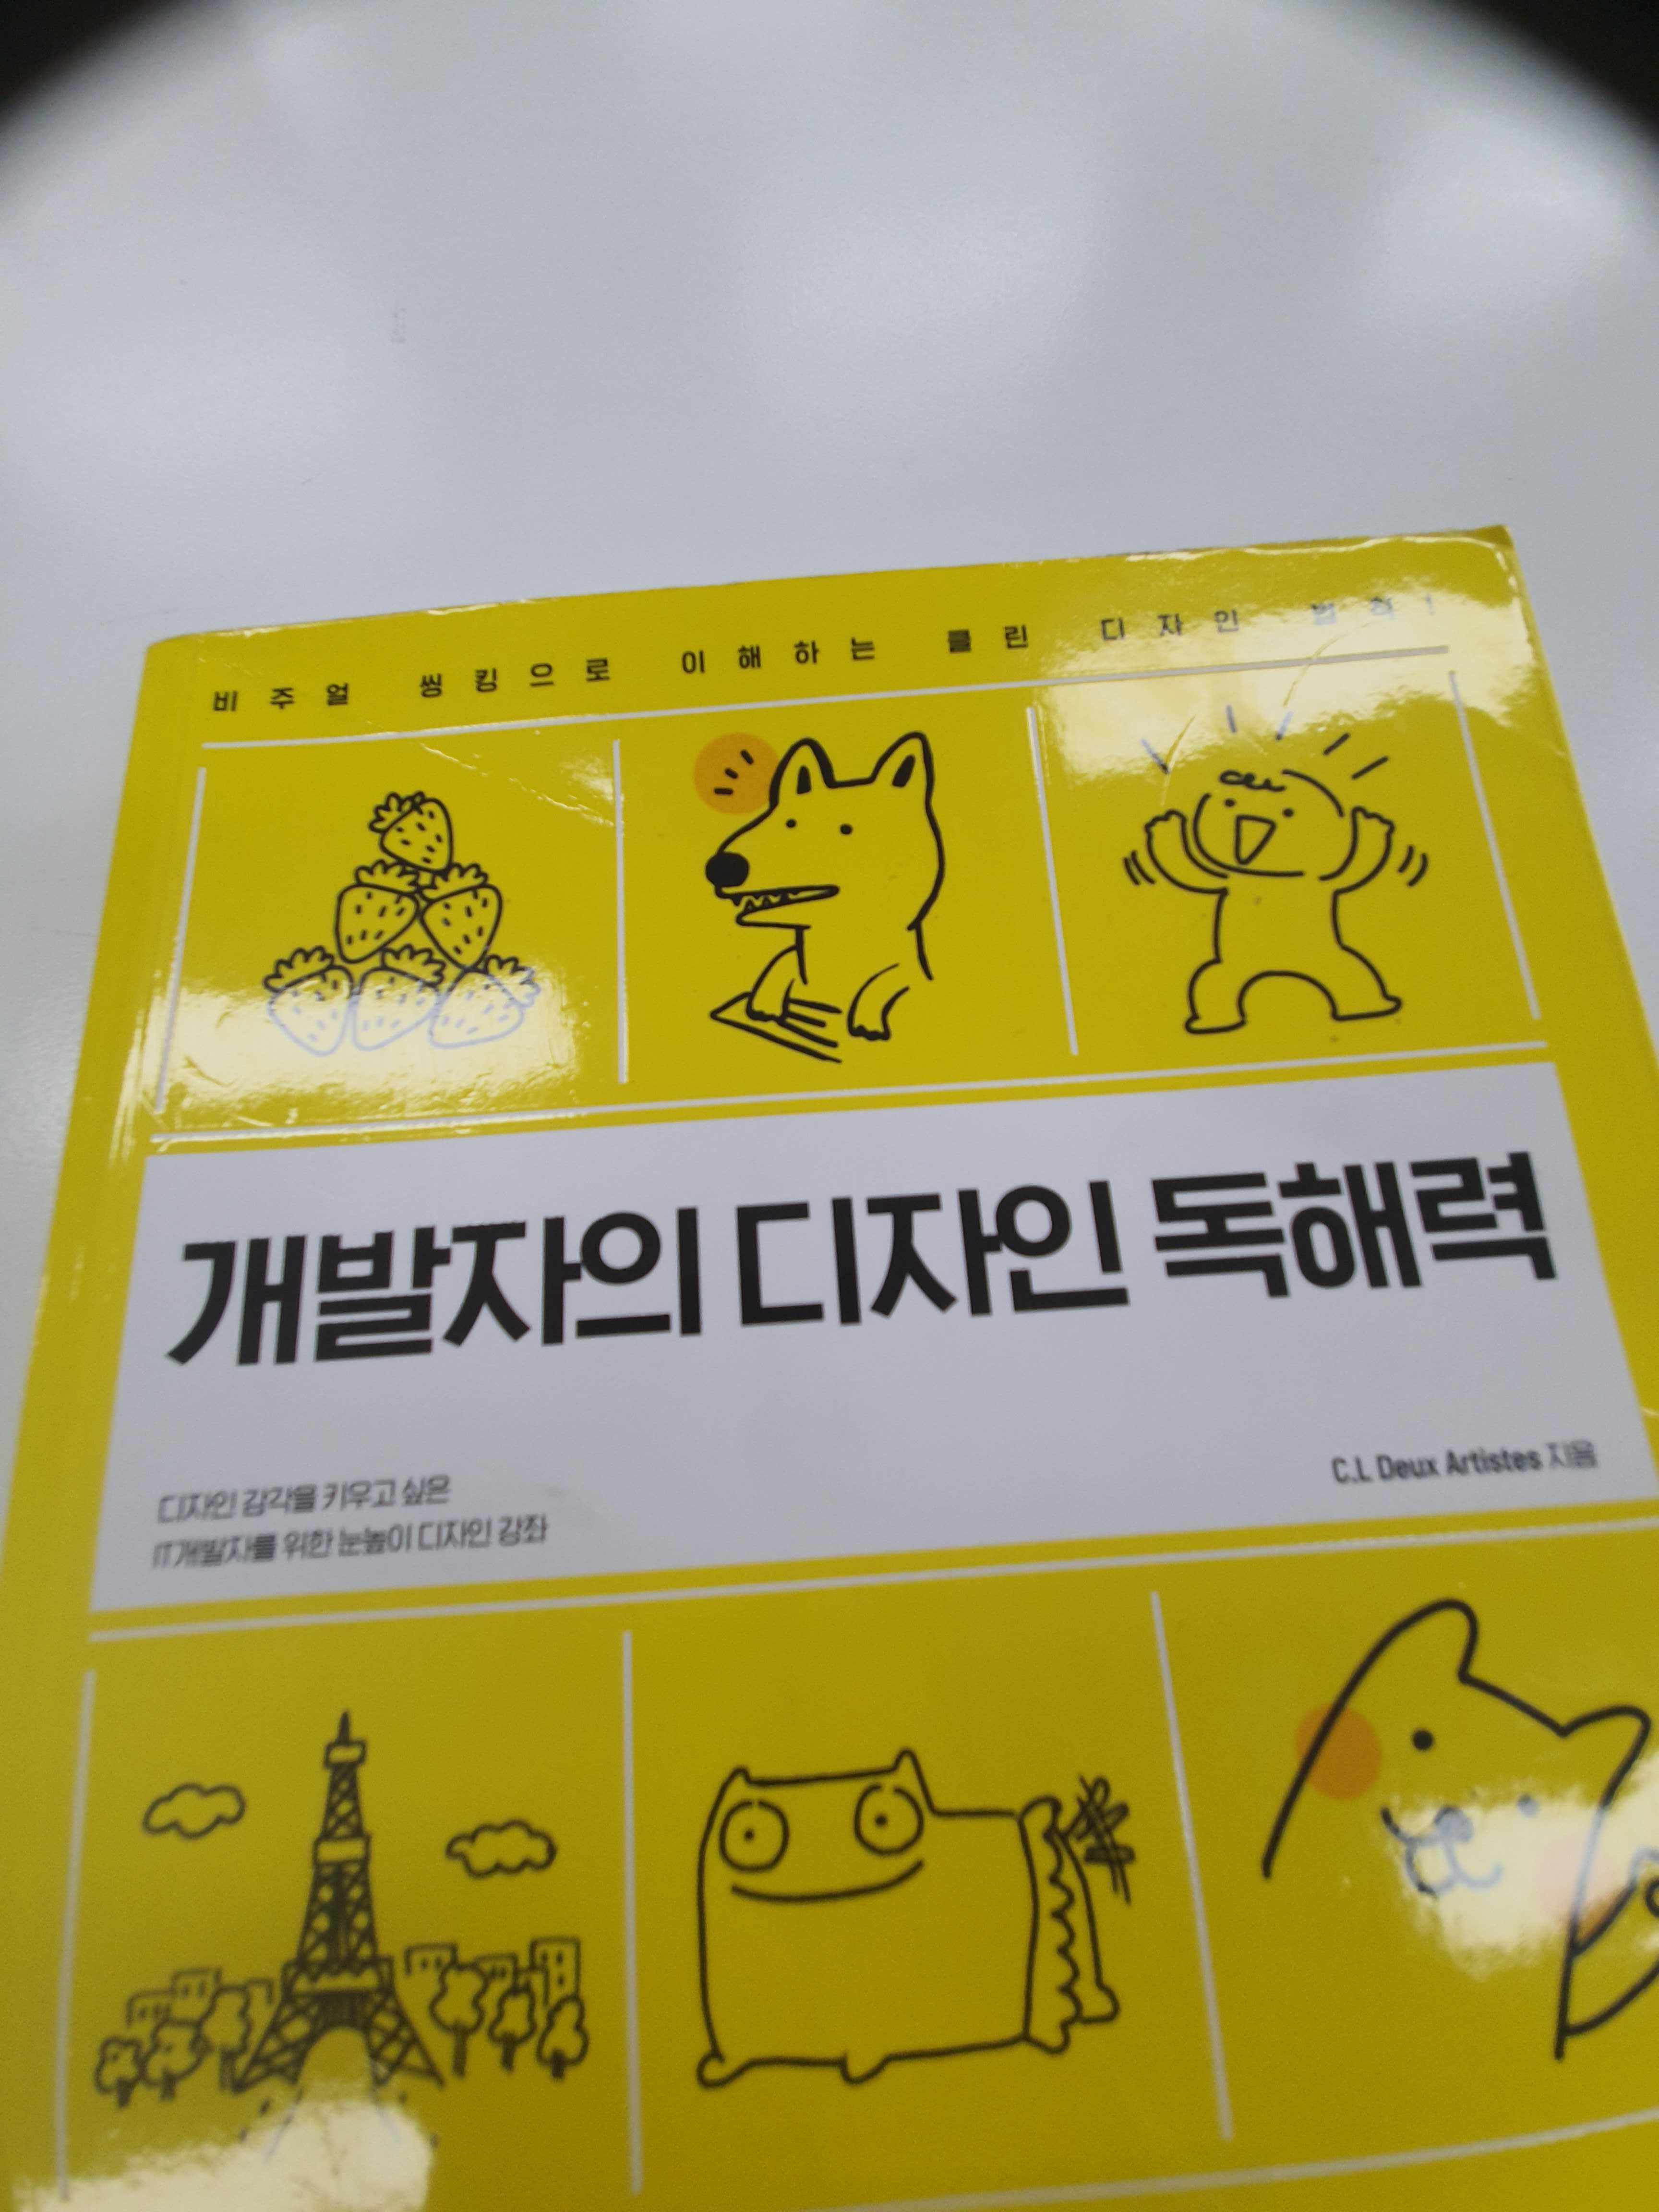 비주얼 씽킹으로 이해하는 클린 디자인 법칙!
개발자의 디자인 독해력
C.L Deux Artistes 지음
디자인 감각을 키우고 싶은
IT개발자를 위한 눈높이 디자인 강좌